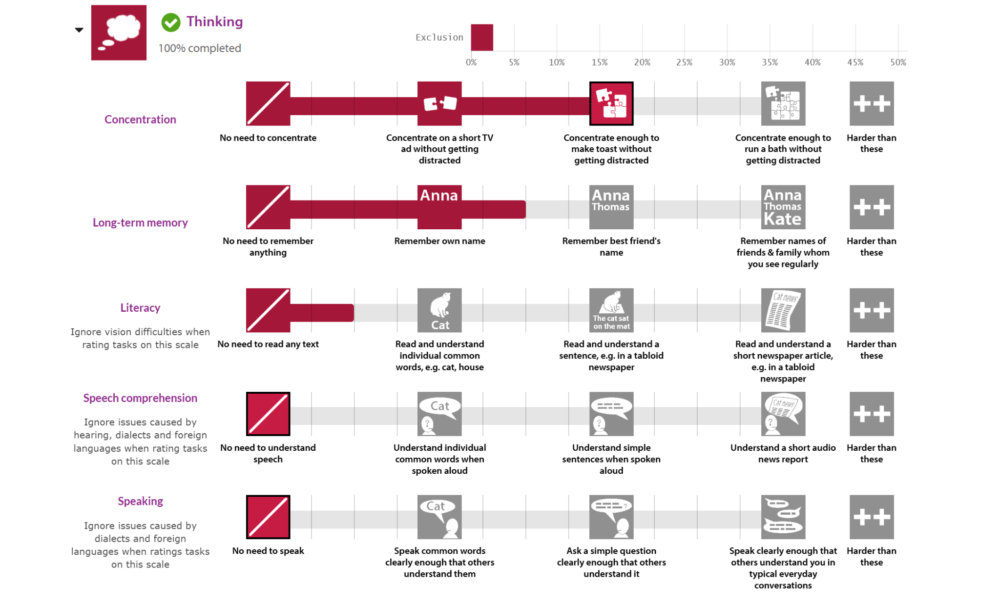 Thinking
100% completed
Exclusion
0% 5% 10% 15% 20% 25% 30% 35% 40% 45% 50%
Concentration
No need to concentrate
Concentrate on a short TV
ad without getting
distracted
Concentrate enough to
make toast without
getting distracted
Concentrate enough to
run a bath without
getting distracted
++
Harder than
these
Long-term memory
No need to remember
anything
Anna
Remember own name
Anna
Thomas
Remember best friend's
name
Anna
Thomas
Kate
Remember names of
friends & family whom
you see regularly
++
Harder than
these
Literacy
Ignore vision difficulties when
rating tasks on this scale
No need to read any text
Cat
Read and understand
individual common
words, e.g. cat, house
The cat sat
on the mat
Read and understand a
sentence, e.g. in a tabloid
newspaper
Cat news
Read and understand a
short newspaper article,
e.g. in a tabloid
newspaper
++
Harder than
these
Speech comprehension
Ignore issues caused by
hearing, dialects and foreign
languages when rating tasks
on this scale
No need to understand
speech
Cat
?
Understand individual
common words when
spoken aloud
?
Understand simple
sentences when spoken
aloud
Cat news
?
Understand a short audio
news report
++
Harder than
these
Speaking
Ignore issues caused by
dialects and foreign
languages when ratings tasks
on this scale
No need to speak
Cat
Speak common words
clearly enough that others
understand them
?
Ask a simple question
clearly enough that others
understand it
Speak clearly enough that
others understand you in
typical everyday
conversations
++
Harder than
these